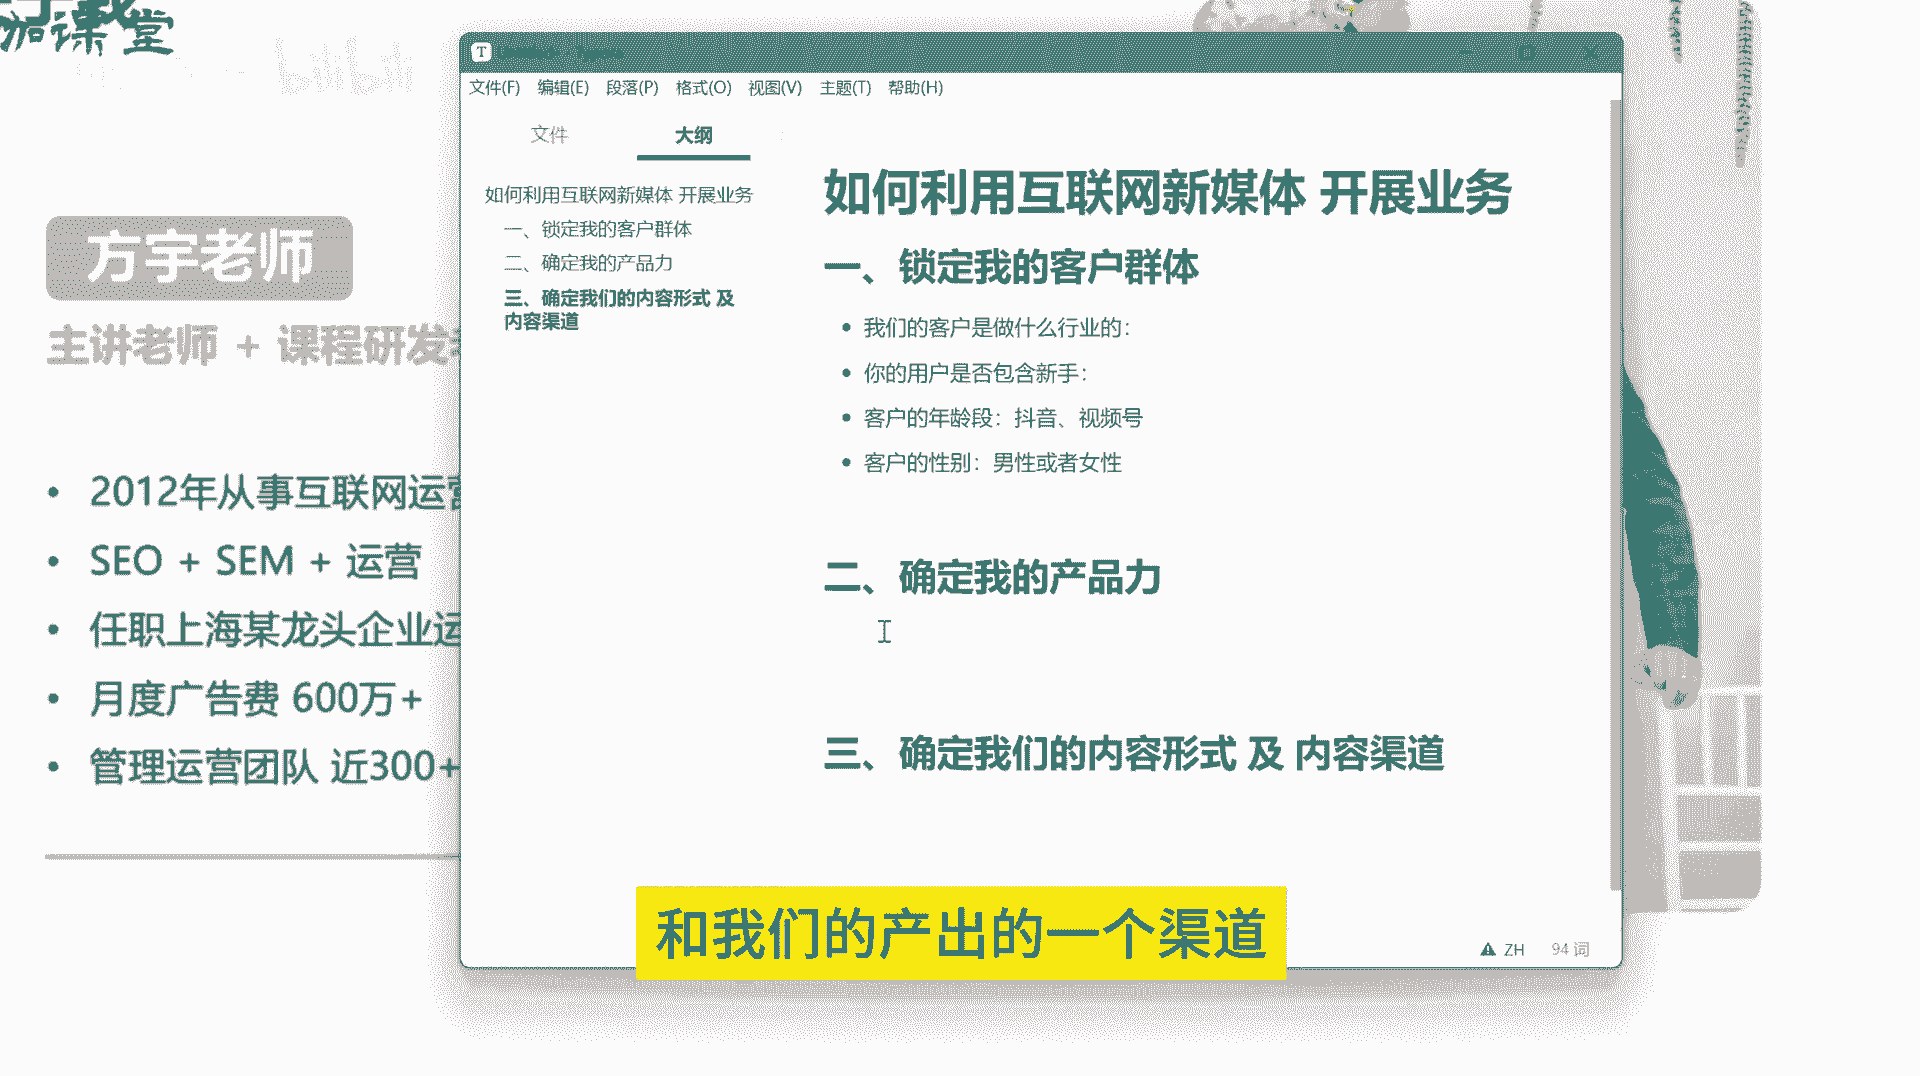 课堂
bilibili
方宇老师
主讲老师 + 课程研发
2012年从事互联网运营
SEO + SEM + 运营
任职上海某龙头企业运
月度广告费 600万+
管理运营团队 近300+
T
文件(F) 编辑(E) 段落(P) 格式(O) 视图(V) 主题(T) 帮助(H)
文件 大纲
如何利用互联网新媒体 开展业务
一、锁定我的客户群体
二、确定我的产品力
三、确定我们的内容形式 及
内容渠道
如何利用互联网新媒体 开展业务
一、锁定我的客户群体
我们的客户是做什么行业的：
你的用户是否包含新手：
客户的年龄段：抖音、视频号
客户的性别：男性或者女性
二、确定我的产品力
三、确定我们的内容形式 及 内容渠道
和我们的产出的一个渠道
ZH 94 词